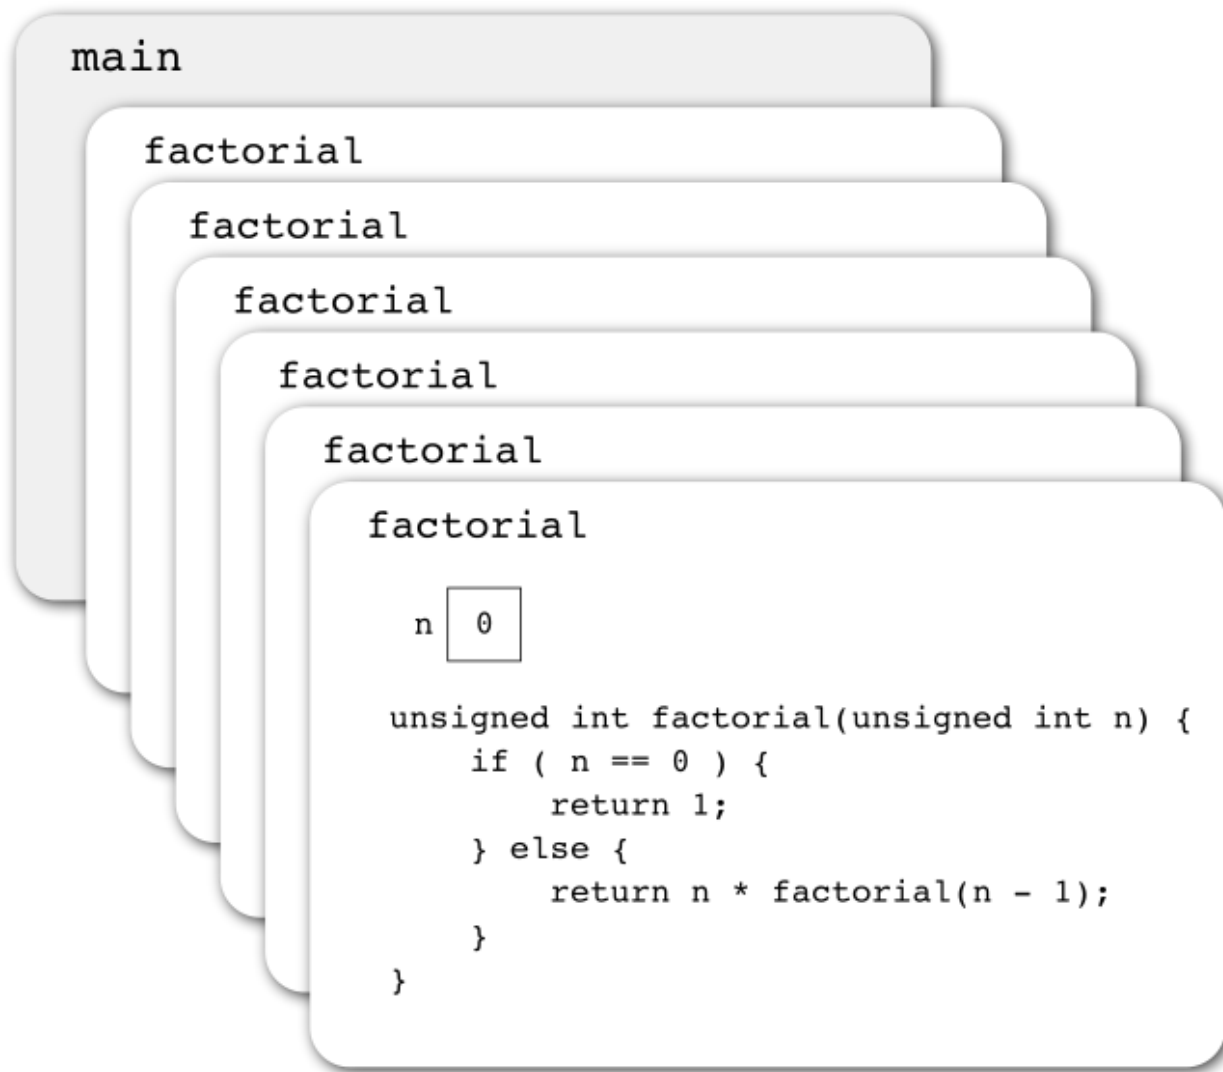 main
factorial
factorial
factorial
factorial
factorial
factorial
n 0
unsigned int factorial(unsigned int n) {
    if ( n == 0 ) {
        return 1;
    } else {
        return n * factorial(n - 1);
    }
}